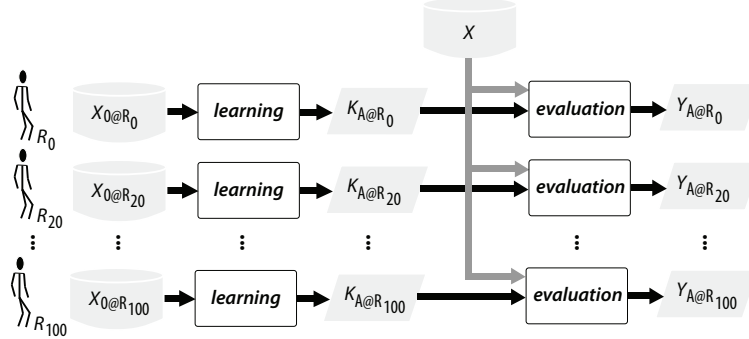 X
R0 X0@R0 learning KA@R0 evaluation YA@R0
R20 X0@R20 learning KA@R20 evaluation YA@R20
R100 X0@R100 learning KA@R100 evaluation YA@R100